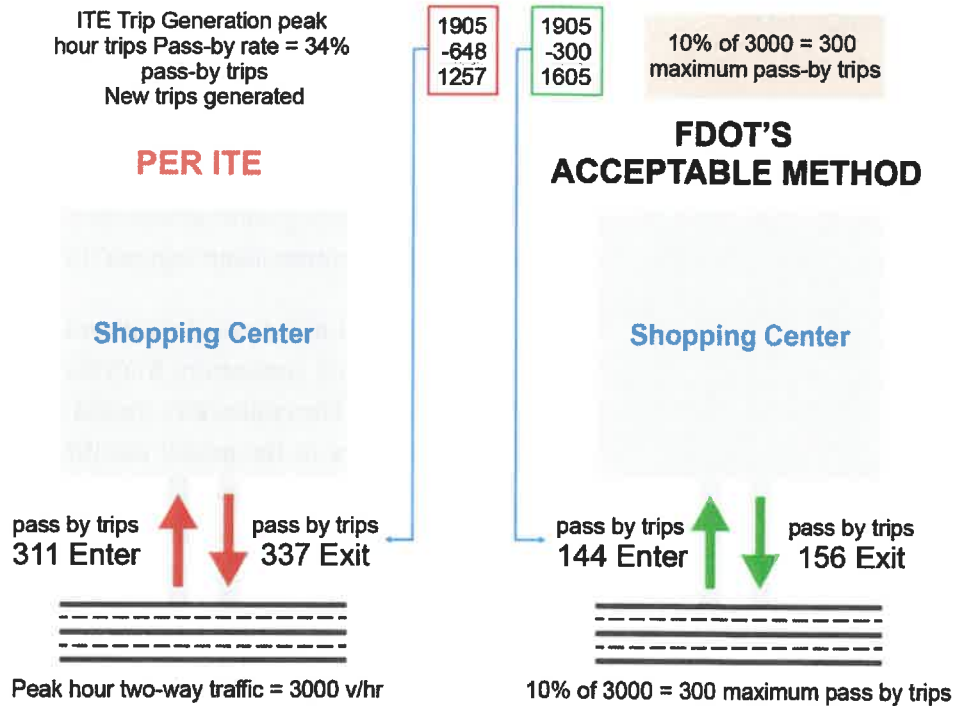 ITE Trip Generation peak
hour trips Pass-by rate = 34%
pass-by trips
New trips generated
1905
-648
1257
1905
-300
1605
10% of 3000 = 300
maximum pass-by trips
PER ITE
FDOT'S
ACCEPTABLE METHOD
Shopping Center
Shopping Center
pass by trips
311 Enter
pass by trips
337 Exit
pass by trips
144 Enter
pass by trips
156 Exit
Peak hour two-way traffic = 3000 v/hr
10% of 3000 = 300 maximum pass by trips